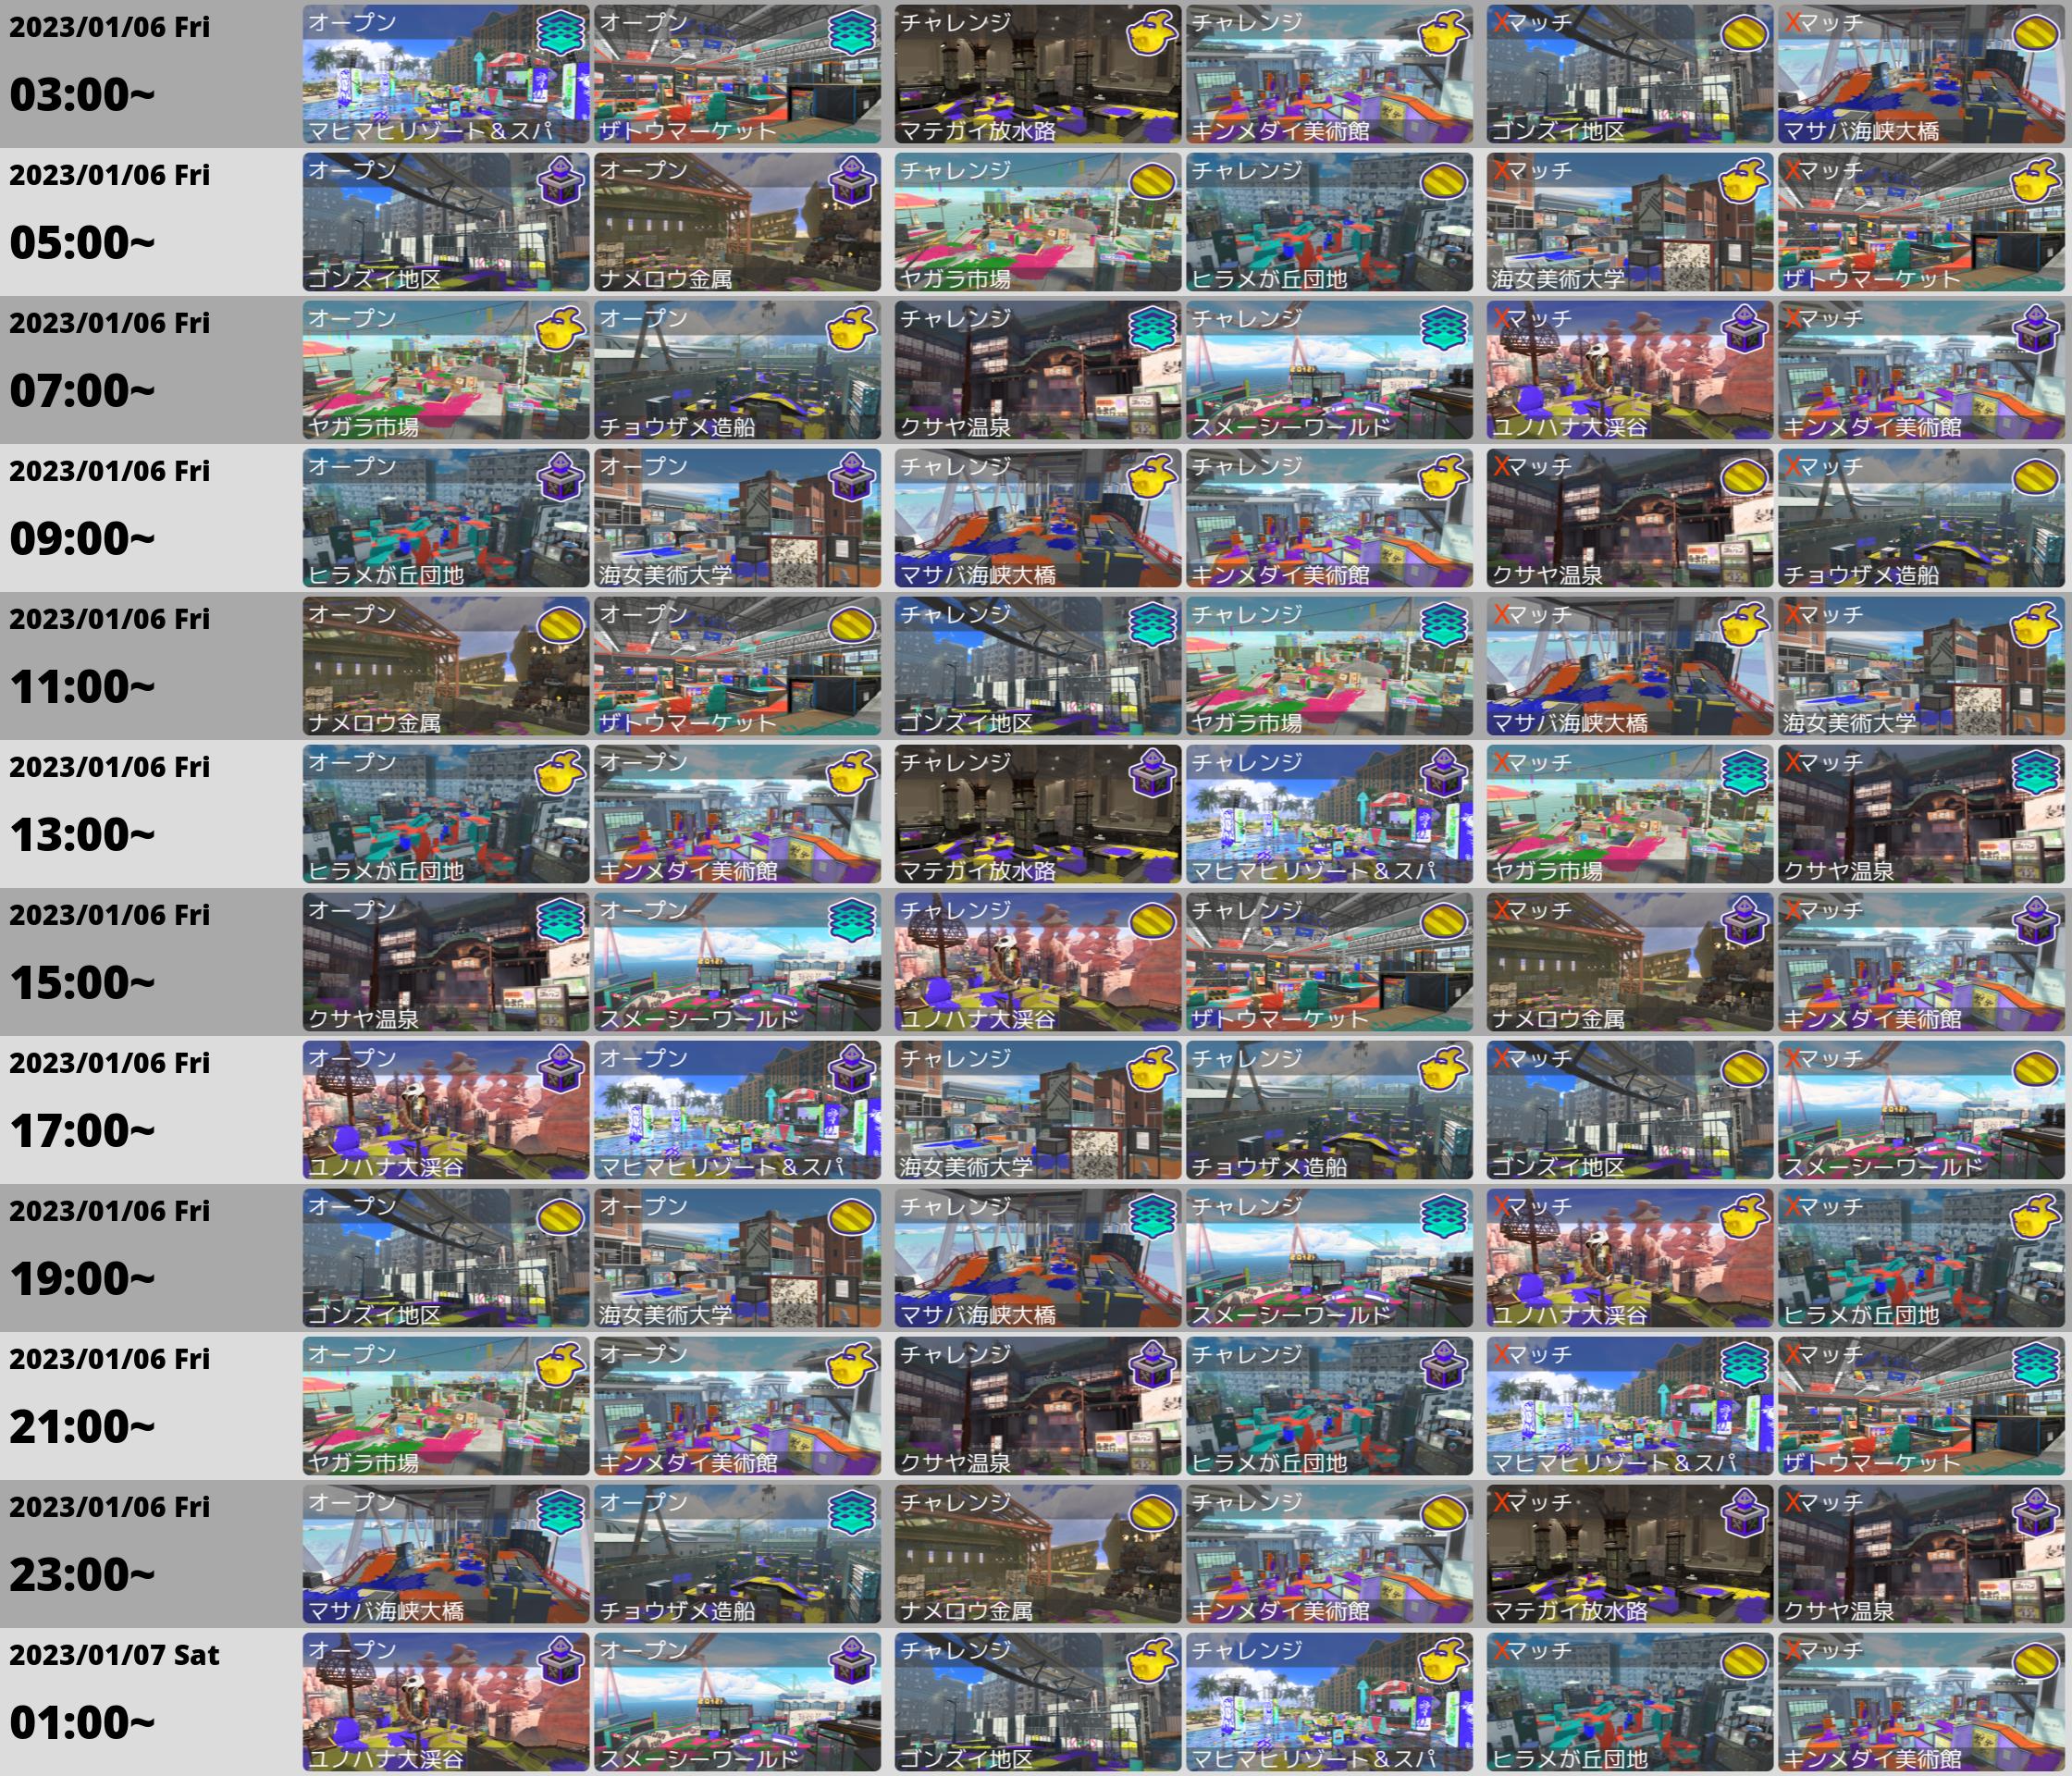 2023/01/06 Fri
03:00~
オープン オープン チャレンジ チャレンジ Xマッチ Xマッチ
マヒマヒリゾート＆スパ ザトウマーケット マテガイ放水路 キンメダイ美術館 ゴンズイ地区 マサバ海峡大橋
2023/01/06 Fri
05:00~
オープン オープン チャレンジ チャレンジ Xマッチ Xマッチ
ゴンズイ地区 ナメロウ金属 ヤガラ市場 ヒラメが丘団地 海女美術大学 ザトウマーケット
2023/01/06 Fri
07:00~
オープン オープン チャレンジ チャレンジ Xマッチ Xマッチ
ヤガラ市場 チョウザメ造船 クサヤ温泉 スメーシーワールド ユノハナ大渓谷 キンメダイ美術館
2023/01/06 Fri
09:00~
オープン オープン チャレンジ チャレンジ Xマッチ Xマッチ
ヒラメが丘団地 海女美術大学 マサバ海峡大橋 キンメダイ美術館 クサヤ温泉 チョウザメ造船
2023/01/06 Fri
11:00~
オープン オープン チャレンジ チャレンジ Xマッチ Xマッチ
ナメロウ金属 ザトウマーケット ゴンズイ地区 ヤガラ市場 マサバ海峡大橋 海女美術大学
2023/01/06 Fri
13:00~
オープン オープン チャレンジ チャレンジ Xマッチ Xマッチ
ヒラメが丘団地 キンメダイ美術館 マテガイ放水路 マヒマヒリゾート＆スパ ヤガラ市場 クサヤ温泉
2023/01/06 Fri
15:00~
オープン オープン チャレンジ チャレンジ Xマッチ Xマッチ
クサヤ温泉 スメーシーワールド ユノハナ大渓谷 ザトウマーケット ナメロウ金属 キンメダイ美術館
2023/01/06 Fri
17:00~
オープン オープン チャレンジ チャレンジ Xマッチ Xマッチ
ユノハナ大渓谷 マヒマヒリゾート＆スパ 海女美術大学 チョウザメ造船 ゴンズイ地区 スメーシーワールド
2023/01/06 Fri
19:00~
オープン オープン チャレンジ チャレンジ Xマッチ Xマッチ
ゴンズイ地区 海女美術大学 マサバ海峡大橋 スメーシーワールド ユノハナ大渓谷 ヒラメが丘団地
2023/01/06 Fri
21:00~
オープン オープン チャレンジ チャレンジ Xマッチ Xマッチ
ヤガラ市場 キンメダイ美術館 クサヤ温泉 ヒラメが丘団地 マヒマヒリゾート＆スパ ザトウマーケット
2023/01/06 Fri
23:00~
オープン オープン チャレンジ チャレンジ Xマッチ Xマッチ
マサバ海峡大橋 チョウザメ造船 ナメロウ金属 キンメダイ美術館 マテガイ放水路 クサヤ温泉
2023/01/07 Sat
01:00~
オープン オープン チャレンジ チャレンジ Xマッチ Xマッチ
ユノハナ大渓谷 スメーシーワールド ゴンズイ地区 マヒマヒリゾート＆スパ ヒラメが丘団地 キンメダイ美術館